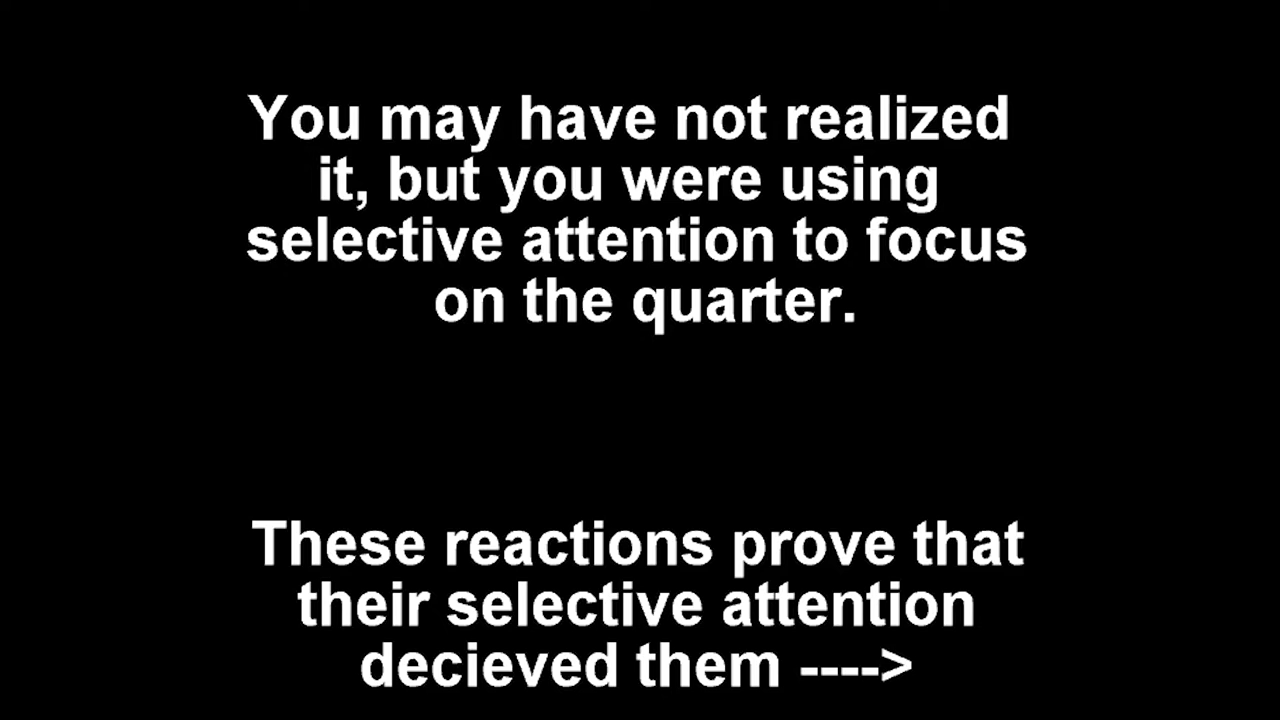 You may have not realized
it, but you were using
selective attention to focus
on the quarter.
These reactions prove that
their selective attention
decieved them ---->